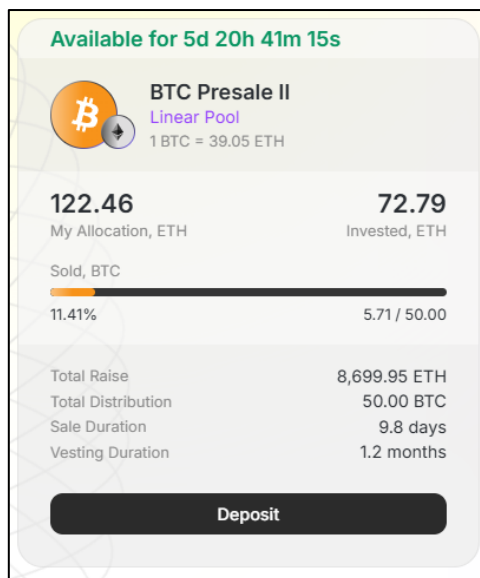 Available for 5d 20h 41m 15s
BTC Presale II
Linear Pool
1 BTC = 39.05 ETH
122.46 72.79
My Allocation, ETH Invested, ETH
Sold, BTC
11.41% 5.71 / 50.00
Total Raise 8,699.95 ETH
Total Distribution 50.00 BTC
Sale Duration 9.8 days
Vesting Duration 1.2 months
Deposit